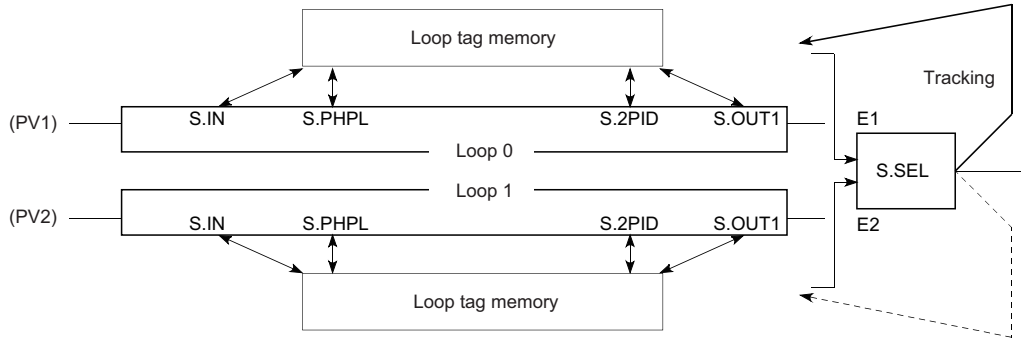 Loop tag memory
Tracking
(PV1)
S.IN S.PHPL S.2PID S.OUT1
E1
Loop 0
S.SEL
Loop 1
(PV2)
S.IN S.PHPL S.2PID S.OUT1
E2
Loop tag memory